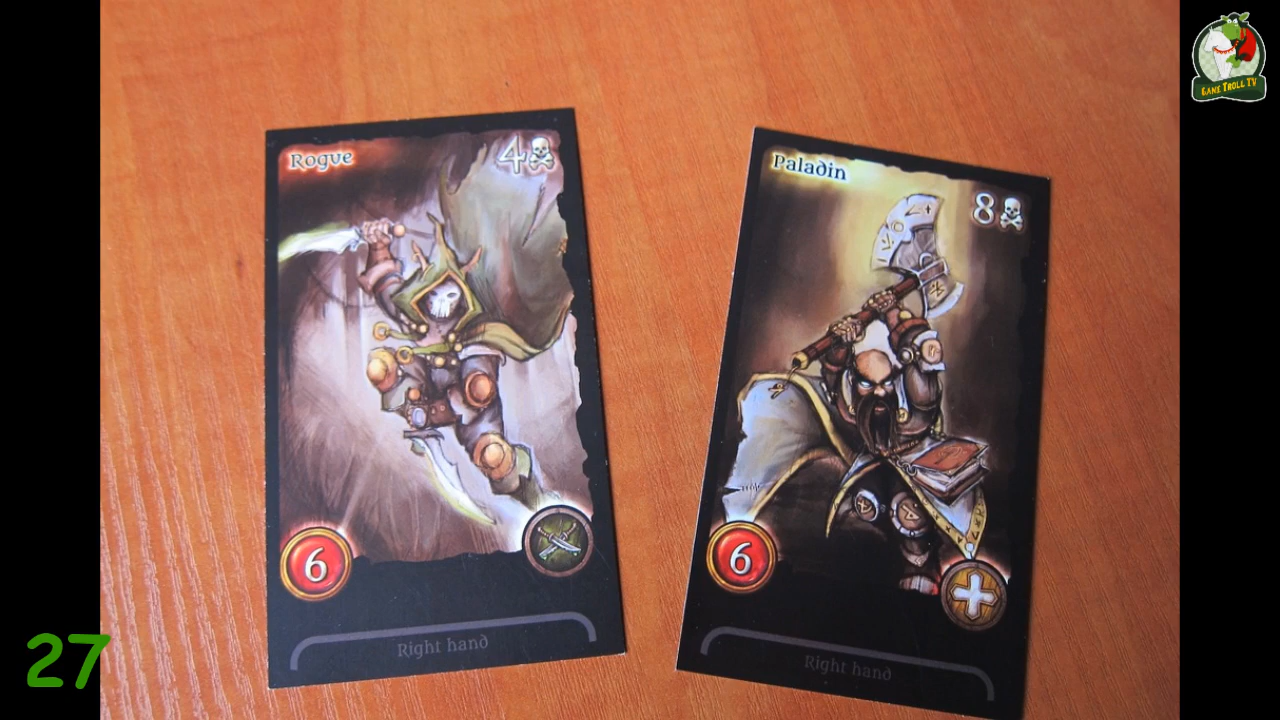 Rogue
4
6
Right hand
Paladin
8
6
Right hand
27
GAME TROLL TV